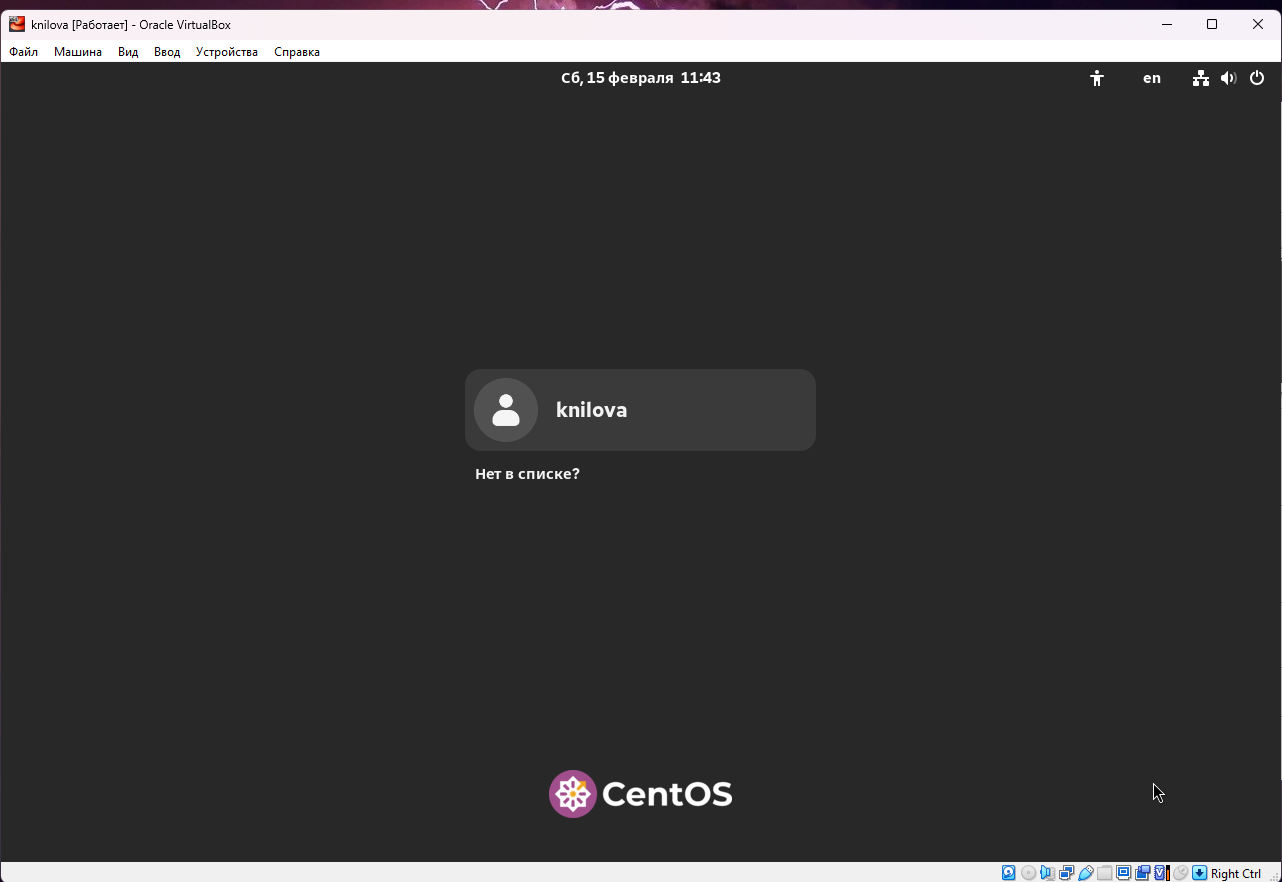 knilova [Работает] - Oracle VirtualBox
Файл Машина Вид Ввод Устройства Справка
Сб, 15 февраля 11:43
en
knilova
Нет в списке?
CentOS
Right Ctrl